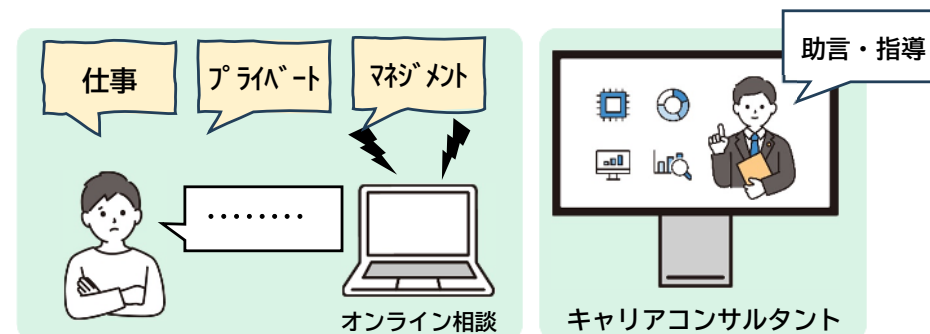 仕事
ﾌﾟﾗｲﾍﾞｰﾄ
ﾏﾈｼﾞﾒﾝﾄ
助言・指導
・・・・・・・・
オンライン相談
キャリアコンサルタント